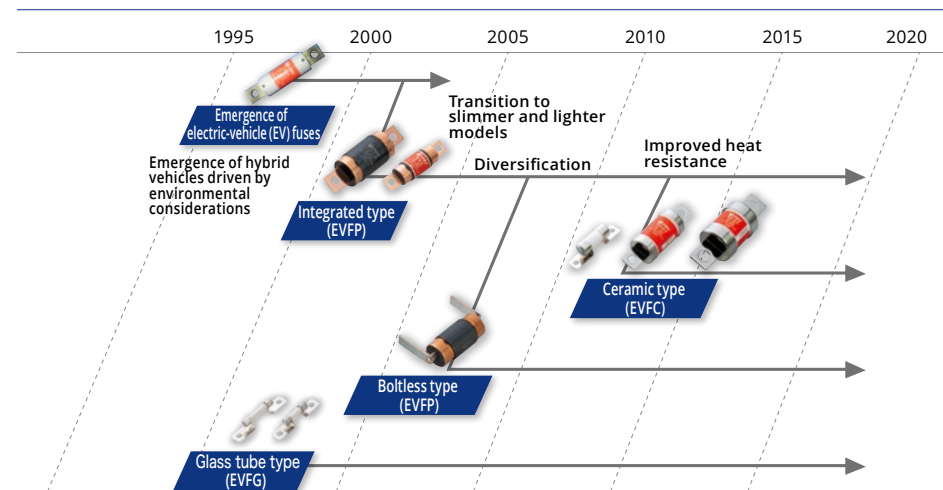 1995 2000 2005 2010 2015 2020
Emergence of
electric-vehicle (EV) fuses
Transition to
slimmer and lighter
models
Emergence of hybrid
vehicles driven by
environmental
considerations
Diversification
Improved heat
resistance
Integrated type
(EVFP)
Ceramic type
(EVFC)
Boltless type
(EVFP)
Glass tube type
(EVFG)